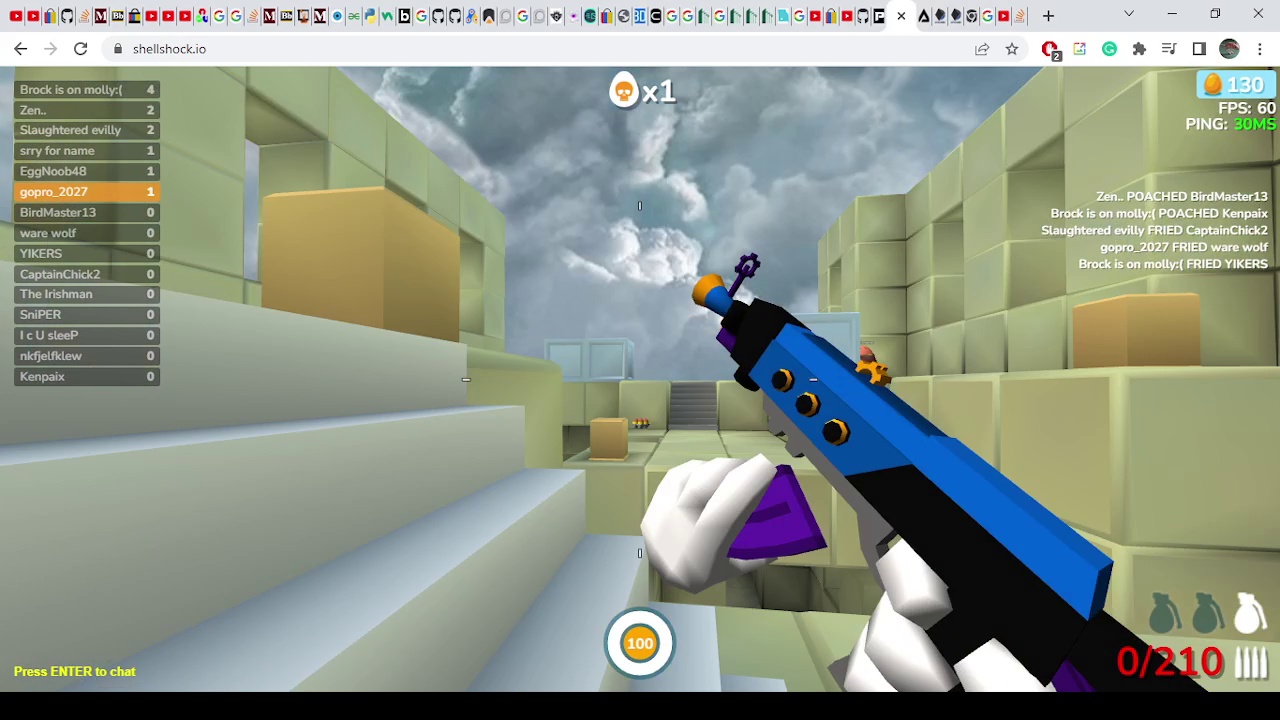 shellshock.io
2
Brock is on molly:( 4
Zen.. 2
Slaughtered evilly 2
srry for name 1
EggNoob48 1
gopro_2027 1
BirdMaster13 0
ware wolf 0
YIKERS 0
CaptainChick2 0
The Irishman 0
SniPER 0
I c U sleeP 0
nkfjelfklew 0
Kenpaix 0
x1
130
FPS: 60
PING: 30MS
Zen.. POACHED BirdMaster13
Brock is on molly:( POACHED Kenpaix
Slaughtered evilly FRIED CaptainChick2
gopro_2027 FRIED ware wolf
Brock is on molly:( FRIED YIKERS
100
0/210
Press ENTER to chat